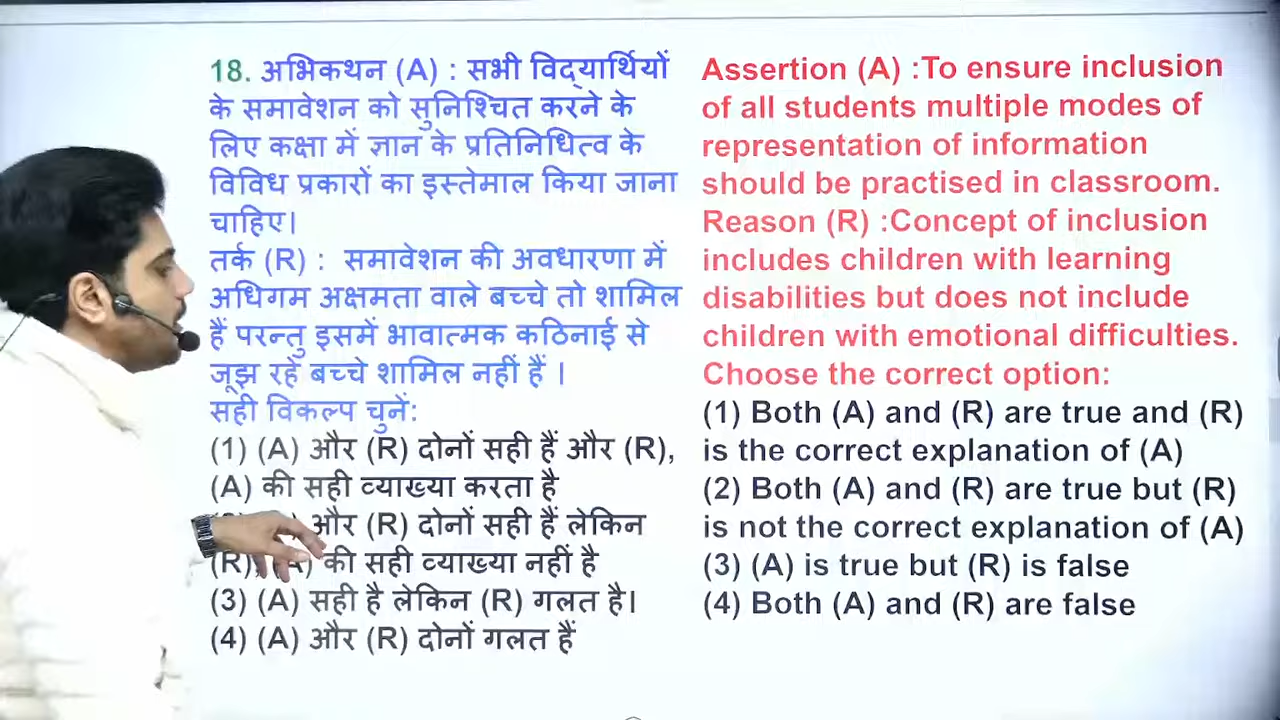 18. अभिकथन (A) : सभी विद्यार्थियों
के समावेशन को सुनिश्चित करने के
लिए कक्षा में ज्ञान के प्रतिनिधित्व के
विविध प्रकारों का इस्तेमाल किया जाना
चाहिए।
तर्क (R) : समावेशन की अवधारणा में
अधिगम अक्षमता वाले बच्चे तो शामिल
हैं परन्तु इसमें भावात्मक कठिनाई से
जूझ रहे बच्चे शामिल नहीं हैं ।
सही विकल्प चुनें:
(1) (A) और (R) दोनों सही हैं और (R),
(A) की सही व्याख्या करता है
और (R) दोनों सही हैं लेकिन
(R), (A) की सही व्याख्या नहीं है
(3) (A) सही है लेकिन (R) गलत है।
(4) (A) और (R) दोनों गलत हैं
Assertion (A) :To ensure inclusion
of all students multiple modes of
representation of information
should be practised in classroom.
Reason (R) :Concept of inclusion
includes children with learning
disabilities but does not include
children with emotional difficulties.
Choose the correct option:
(1) Both (A) and (R) are true and (R)
is the correct explanation of (A)
(2) Both (A) and (R) are true but (R)
is not the correct explanation of (A)
(3) (A) is true but (R) is false
(4) Both (A) and (R) are false